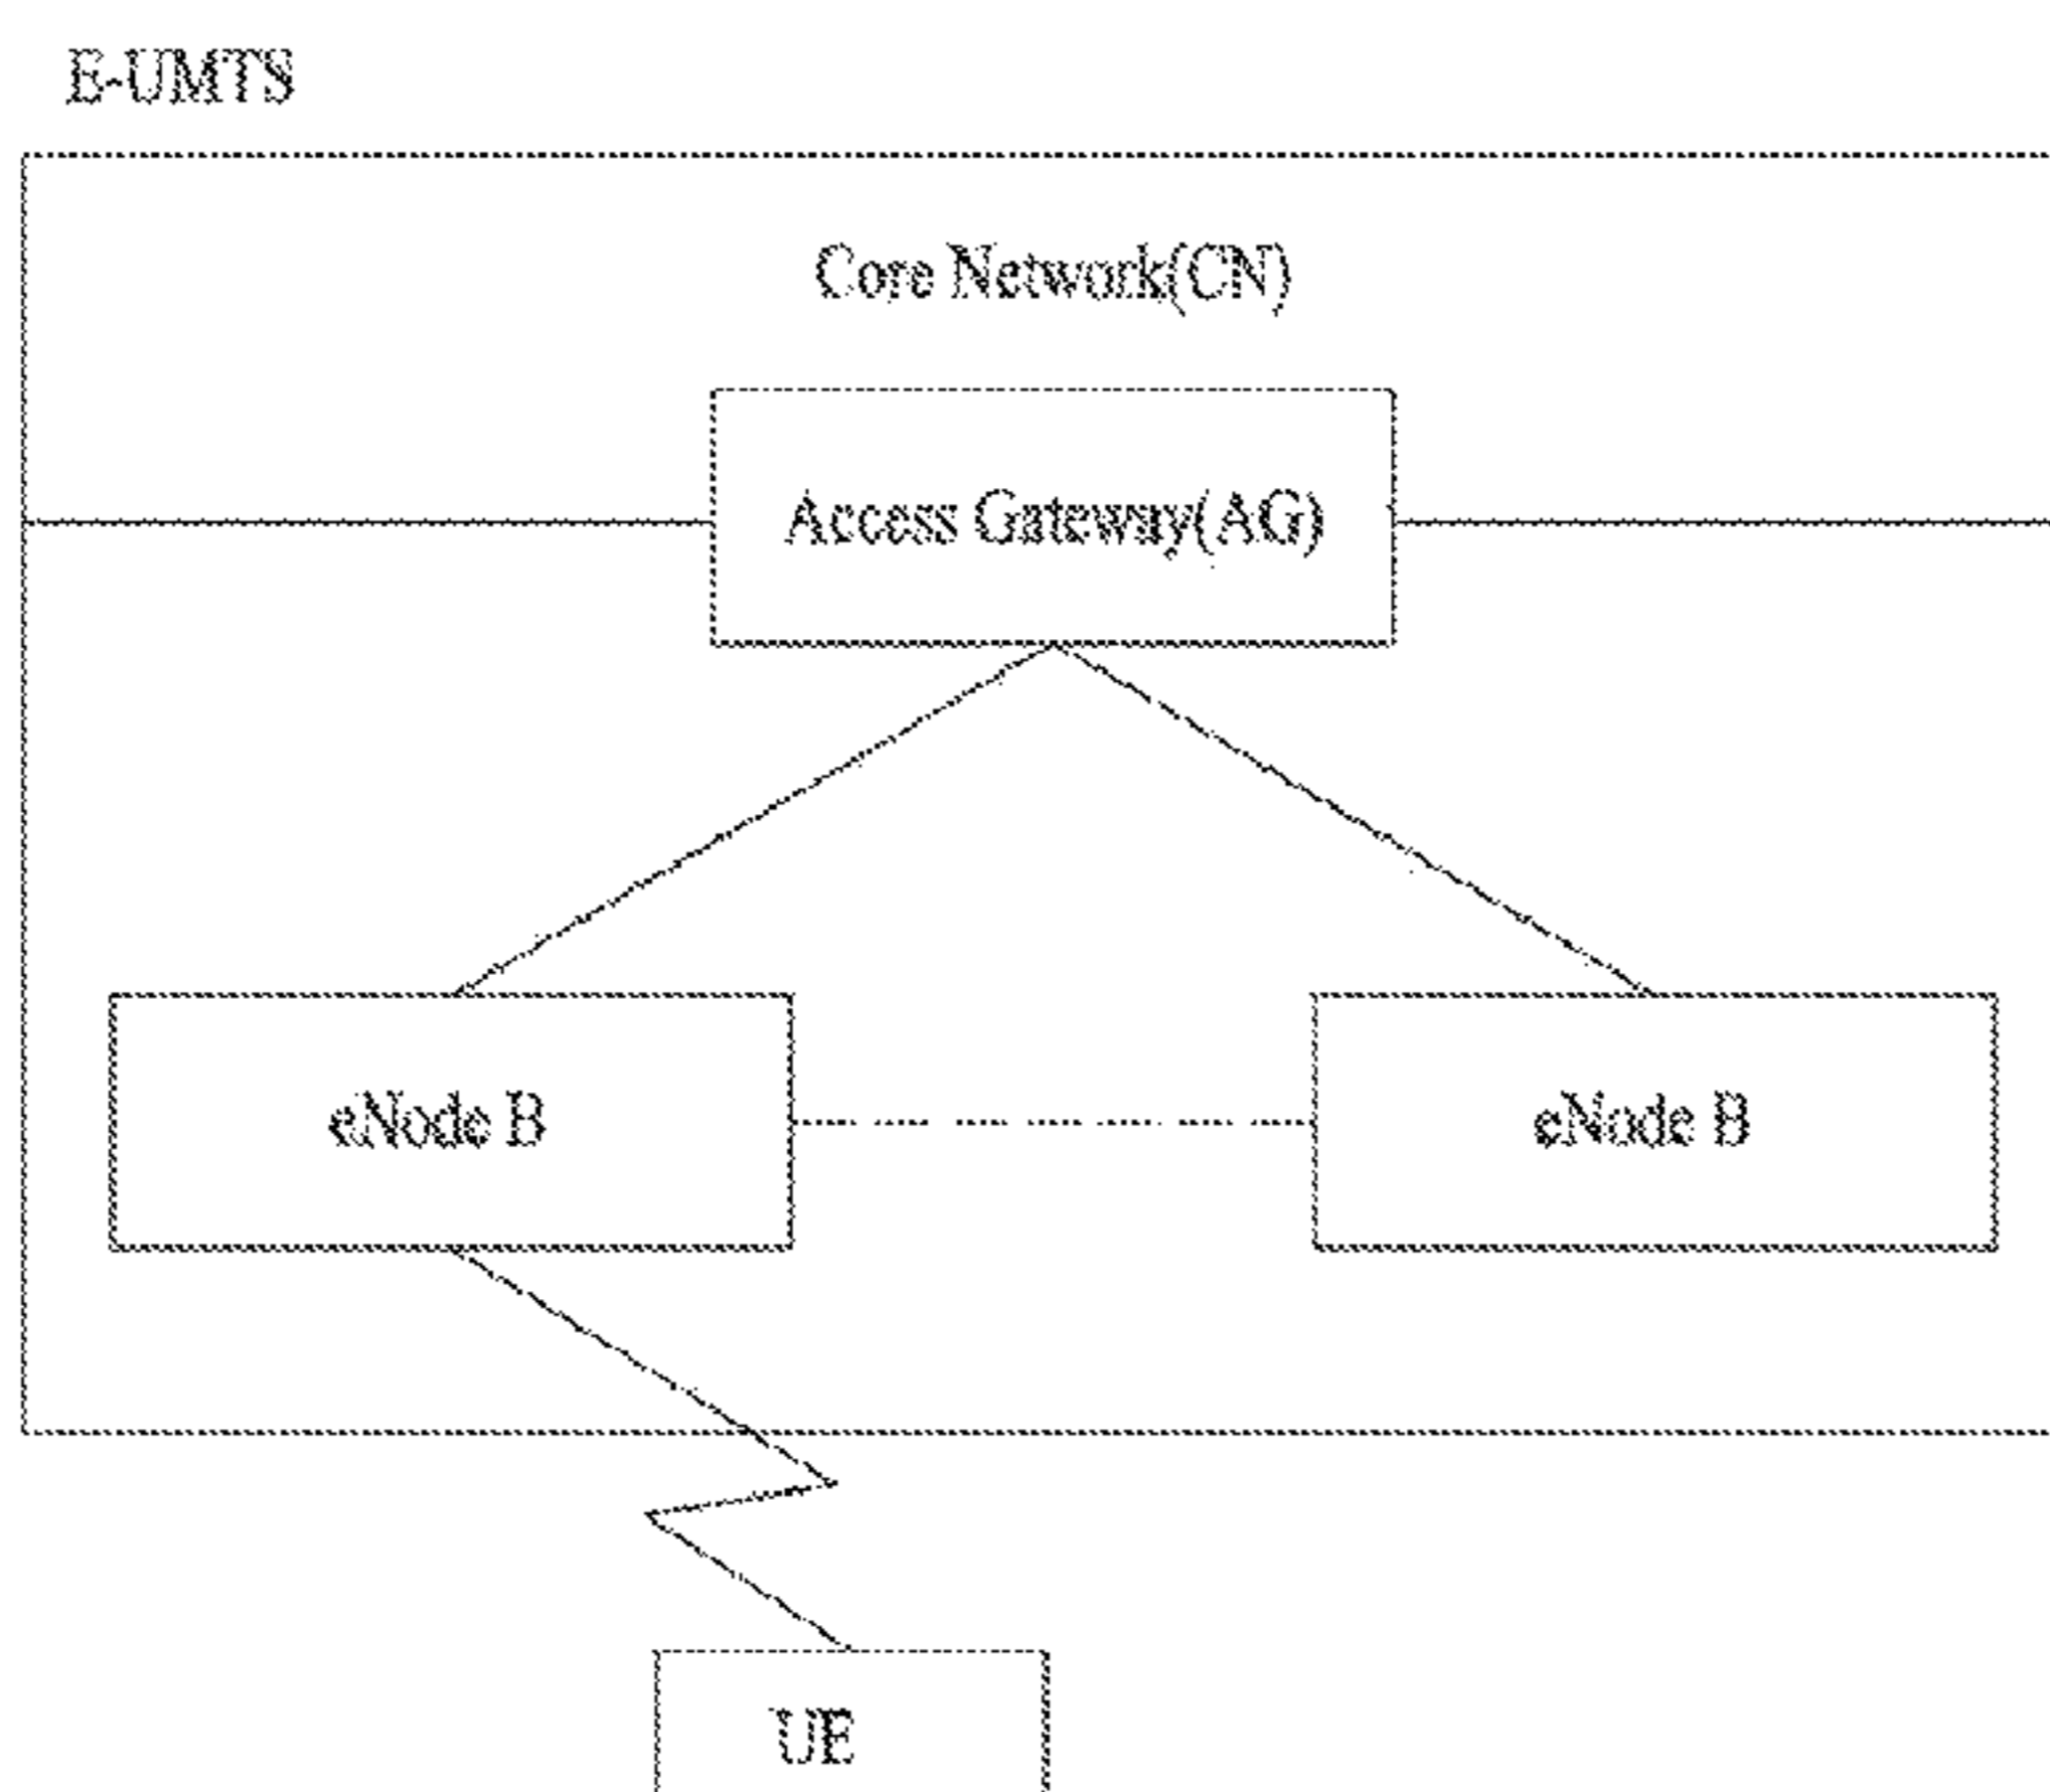 E-UMTS
Core Network(CN)
Access Gateway(AG)
eNode B
eNode B
UE